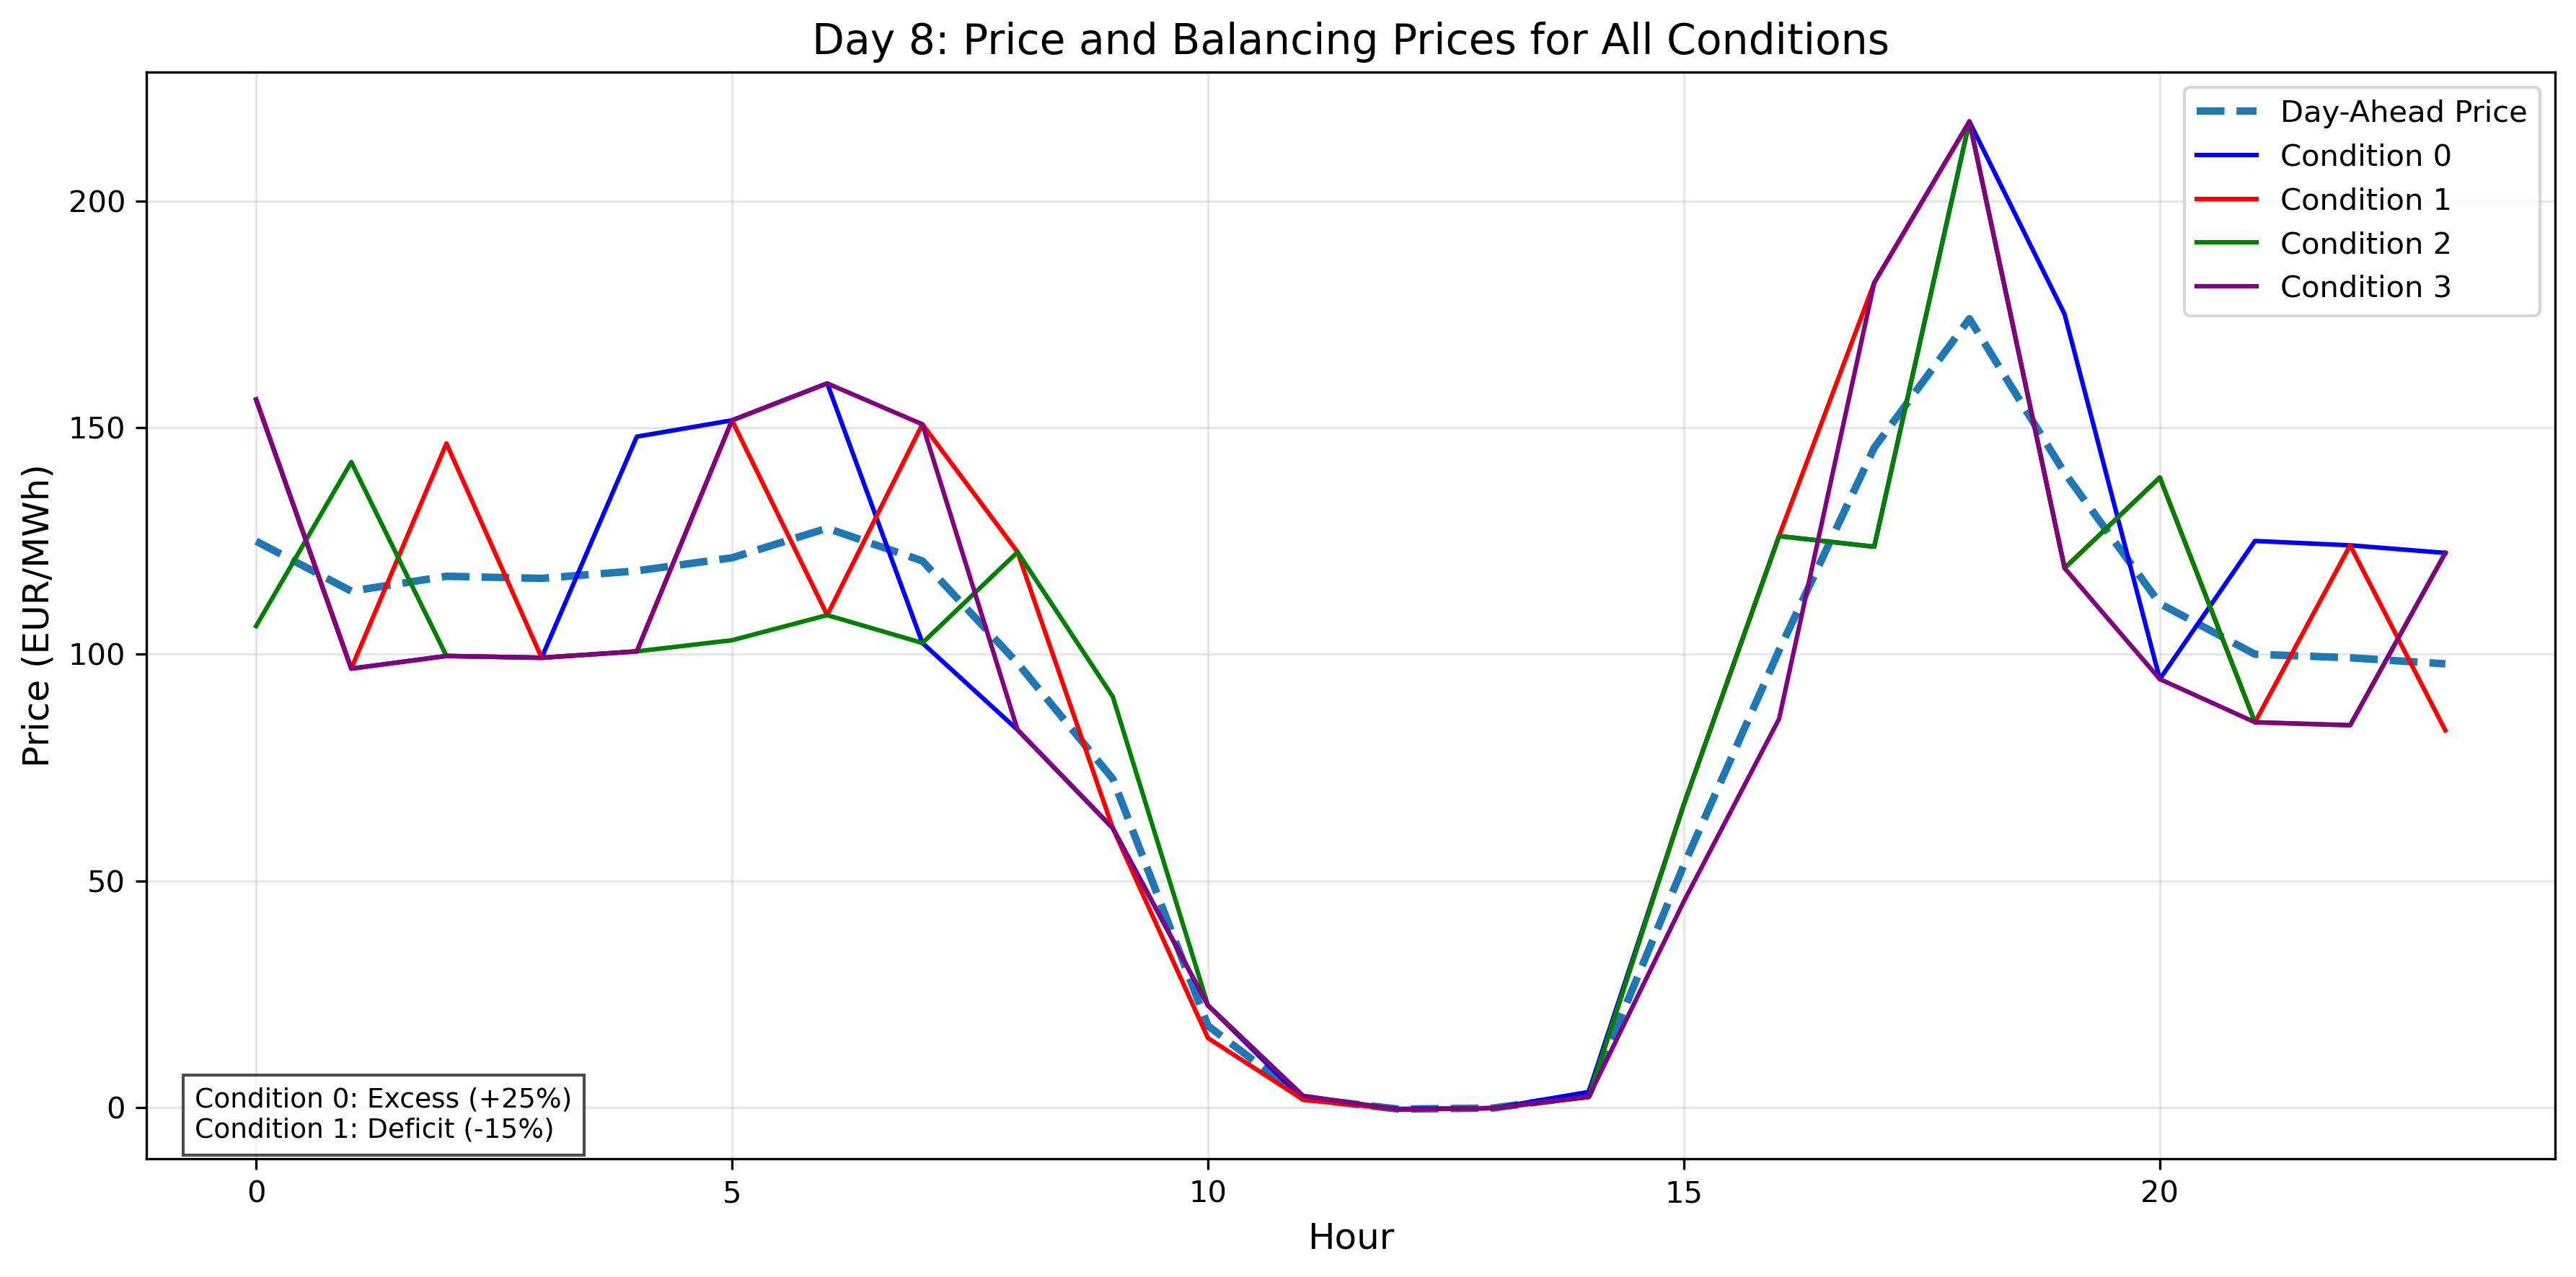 Day 8: Price and Balancing Prices for All Conditions
Day-Ahead Price
Condition 0
Condition 1
Condition 2
Condition 3
Price (EUR/MWh)
200
150
100
50
0
Condition 0: Excess (+25%)
Condition 1: Deficit (-15%)
0
5
10
15
20
Hour